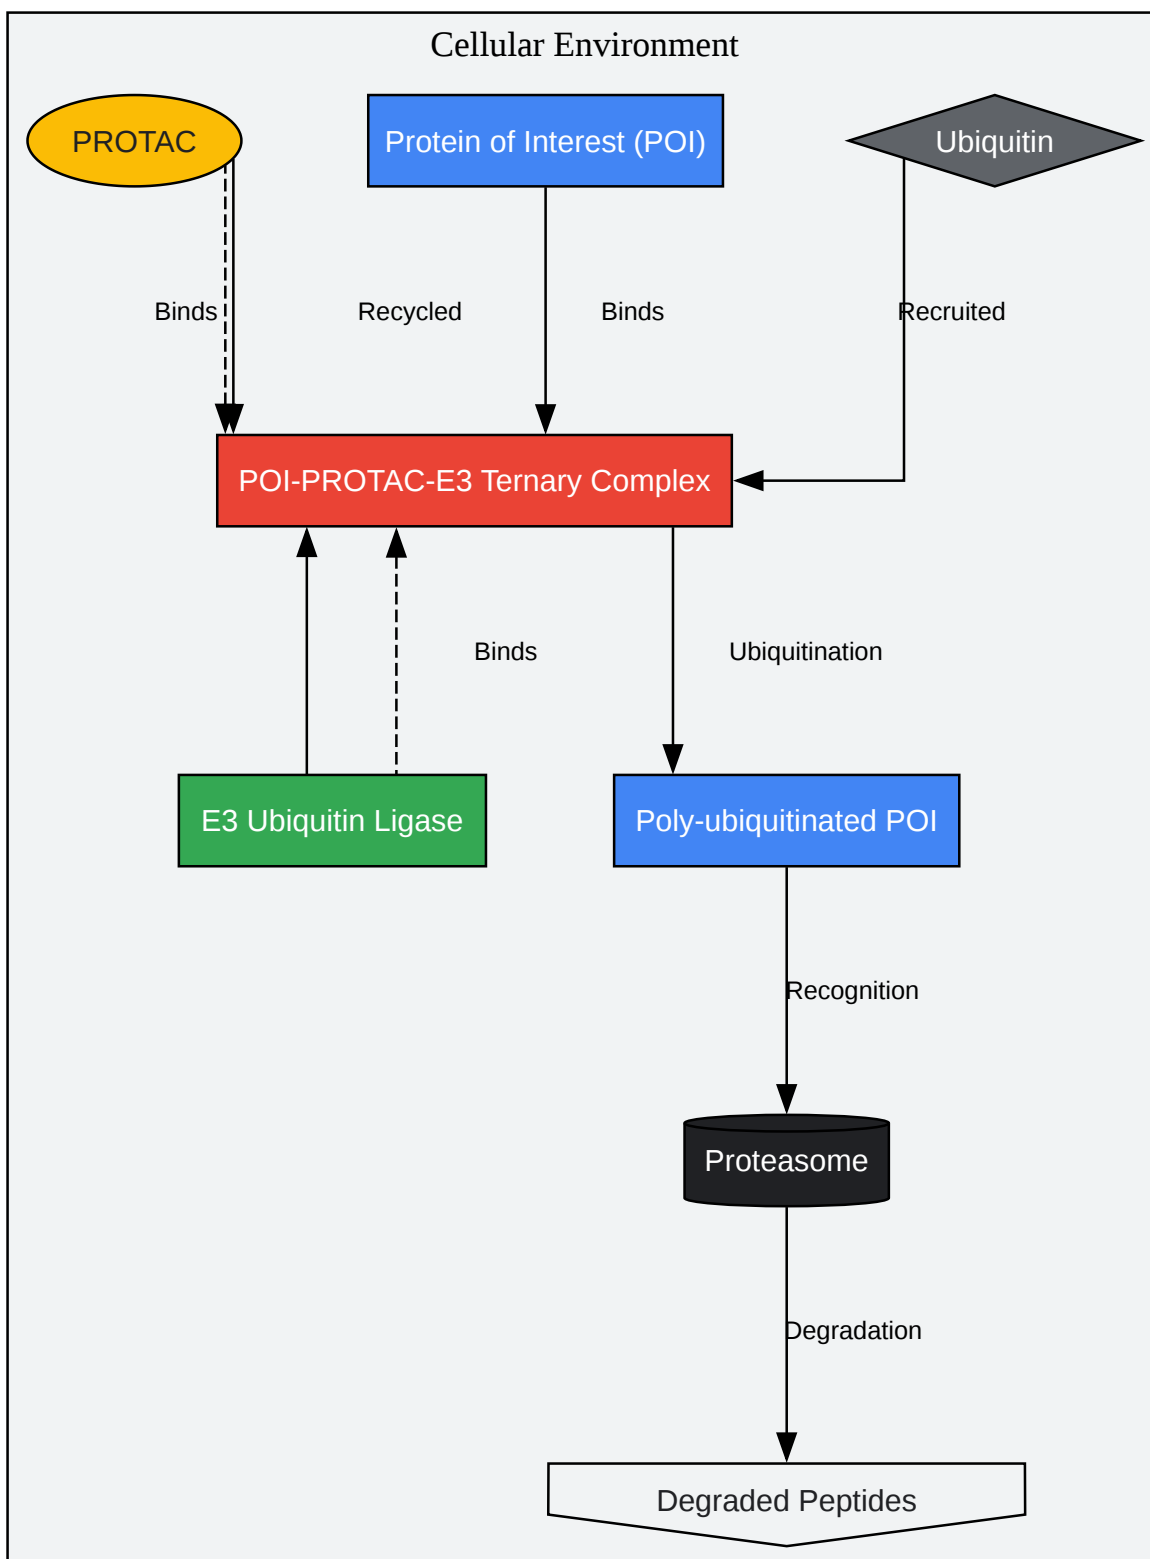 Cellular Environment
PROTAC
Protein of Interest (POI)
Ubiquitin
Binds
Recycled
Binds
Recruited
POI-PROTAC-E3 Ternary Complex
Binds
Ubiquitination
E3 Ubiquitin Ligase
Poly-ubiquitinated POI
Recognition
Proteasome
Degradation
Degraded Peptides